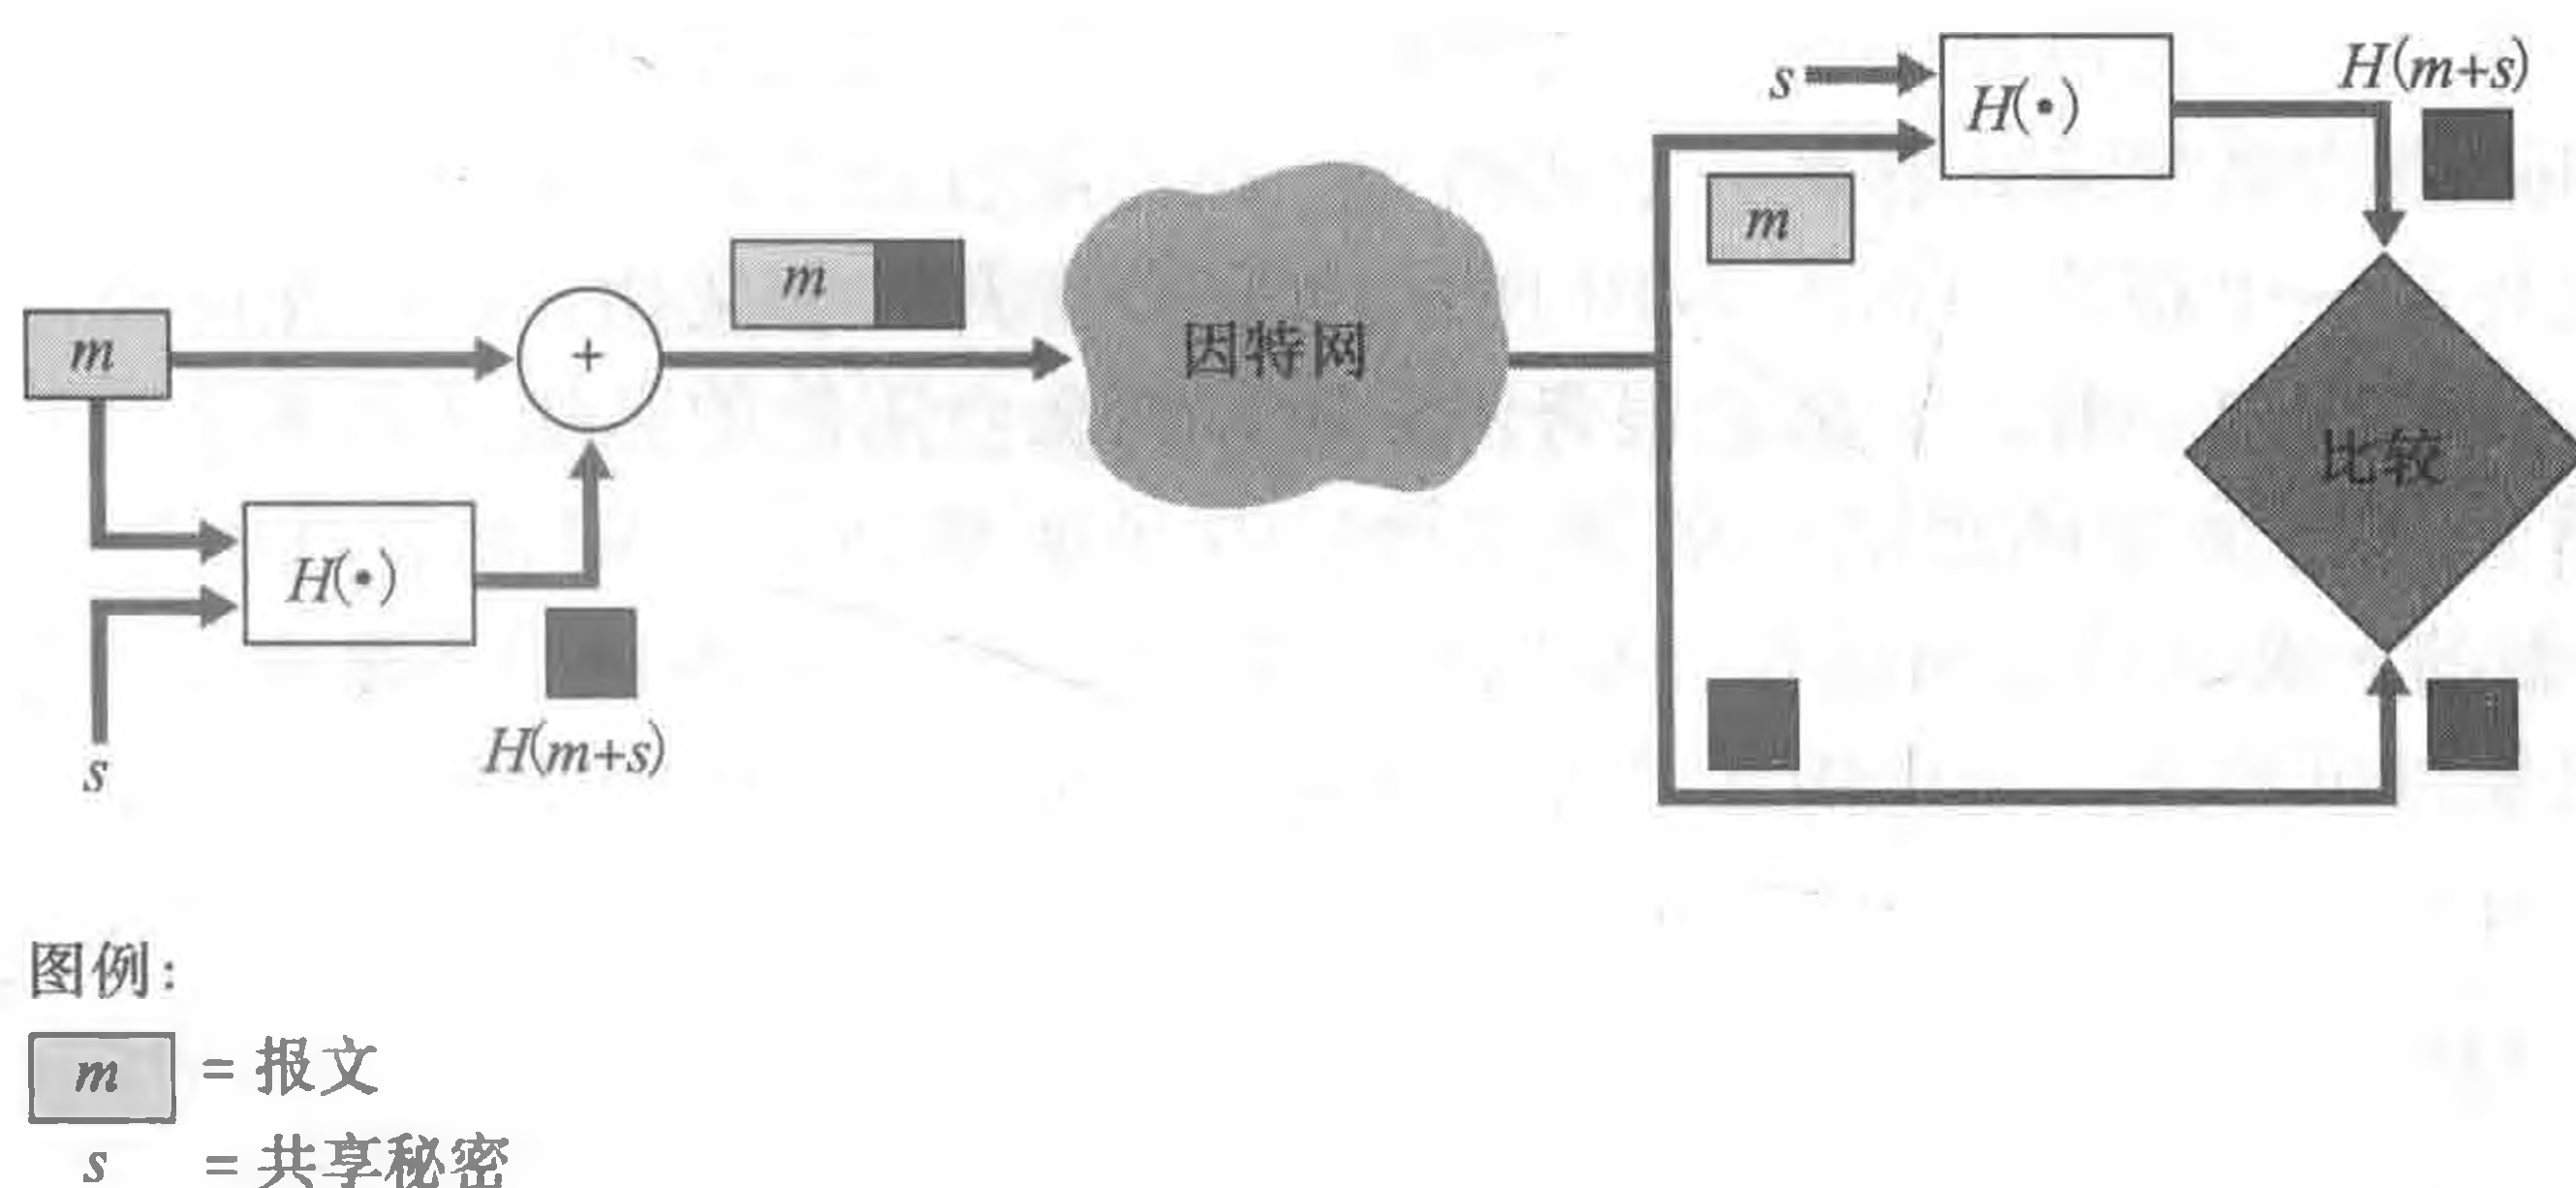 s
H(•)
H(m+s)
m
m
因特网
m
+
比较
H(•)
H(m+s)
s
图例：
m = 报文
s = 共享秘密